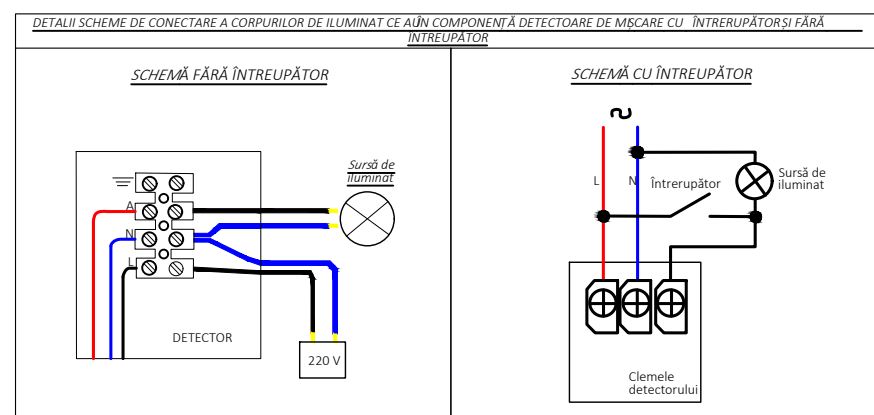 DETALII SCHEME DE CONECTARE A CORPURILOR DE ILUMINAT CE AU ÎN COMPONENȚĂ DETECTOARE DE MIȘCARE CU ÎNTRERUPĂTOR ȘI FĂRĂ
ÎNTREUPĂTOR
SCHEMĂ FĂRĂ ÎNTREUPĂTOR
Sursă de
iluminat
A
N
L
DETECTOR
220 V
SCHEMĂ CU ÎNTREUPĂTOR
L
N
Întrerupător
Sursă de
iluminat
Clemele
detectorului